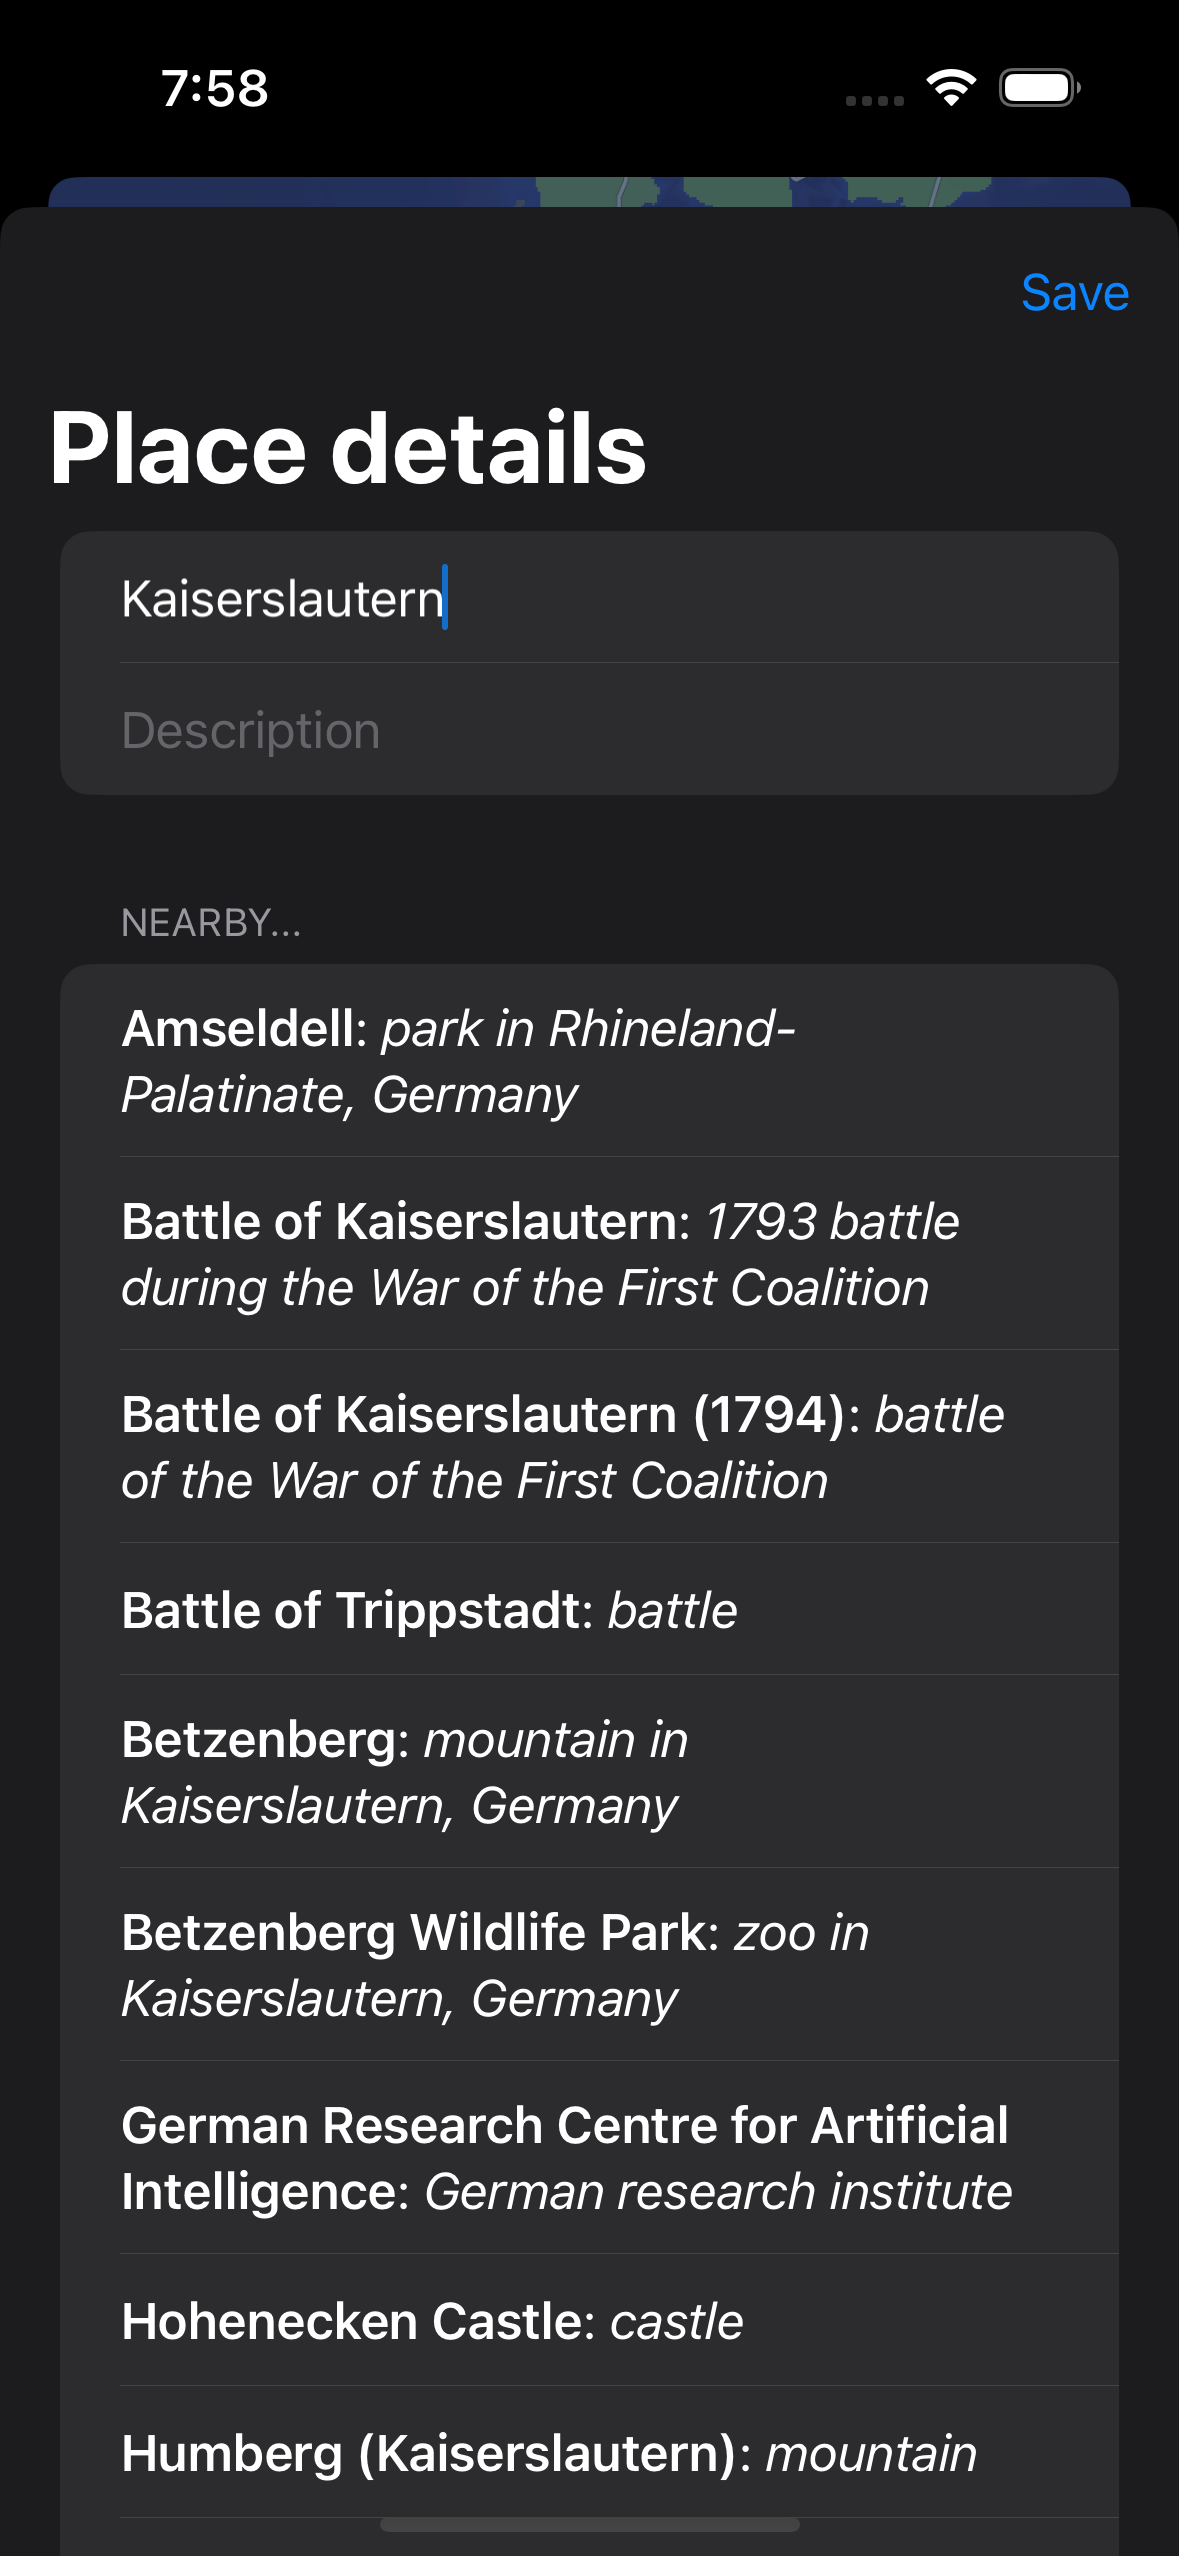 7:58
Save
Place details
Kaiserslautern
Description
NEARBY...
Amseldell: park in Rhineland-
Palatinate, Germany
Battle of Kaiserslautern: 1793 battle
during the War of the First Coalition
Battle of Kaiserslautern (1794): battle
of the War of the First Coalition
Battle of Trippstadt: battle
Betzenberg: mountain in
Kaiserslautern, Germany
Betzenberg Wildlife Park: zoo in
Kaiserslautern, Germany
German Research Centre for Artificial
Intelligence: German research institute
Hohenecken Castle: castle
Humberg (Kaiserslautern): mountain